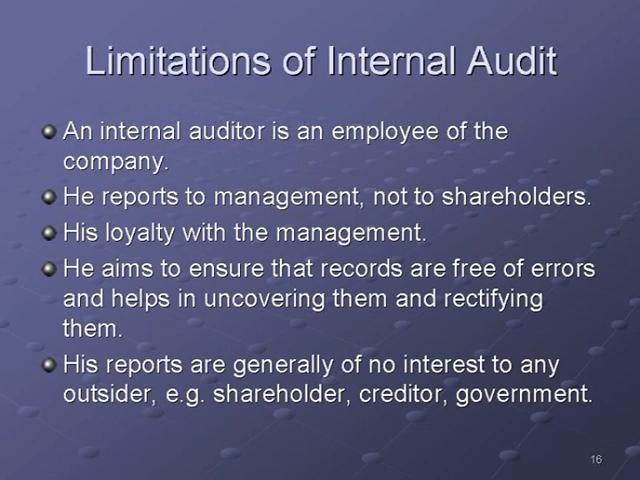 Limitations of Internal Audit
An internal auditor is an employee of the
company.
He reports to management, not to shareholders.
His loyalty with the management.
He aims to ensure that records are free of errors
and helps in uncovering them and rectifying
them.
His reports are generally of no interest to any
outsider, e.g. shareholder, creditor, government.
16